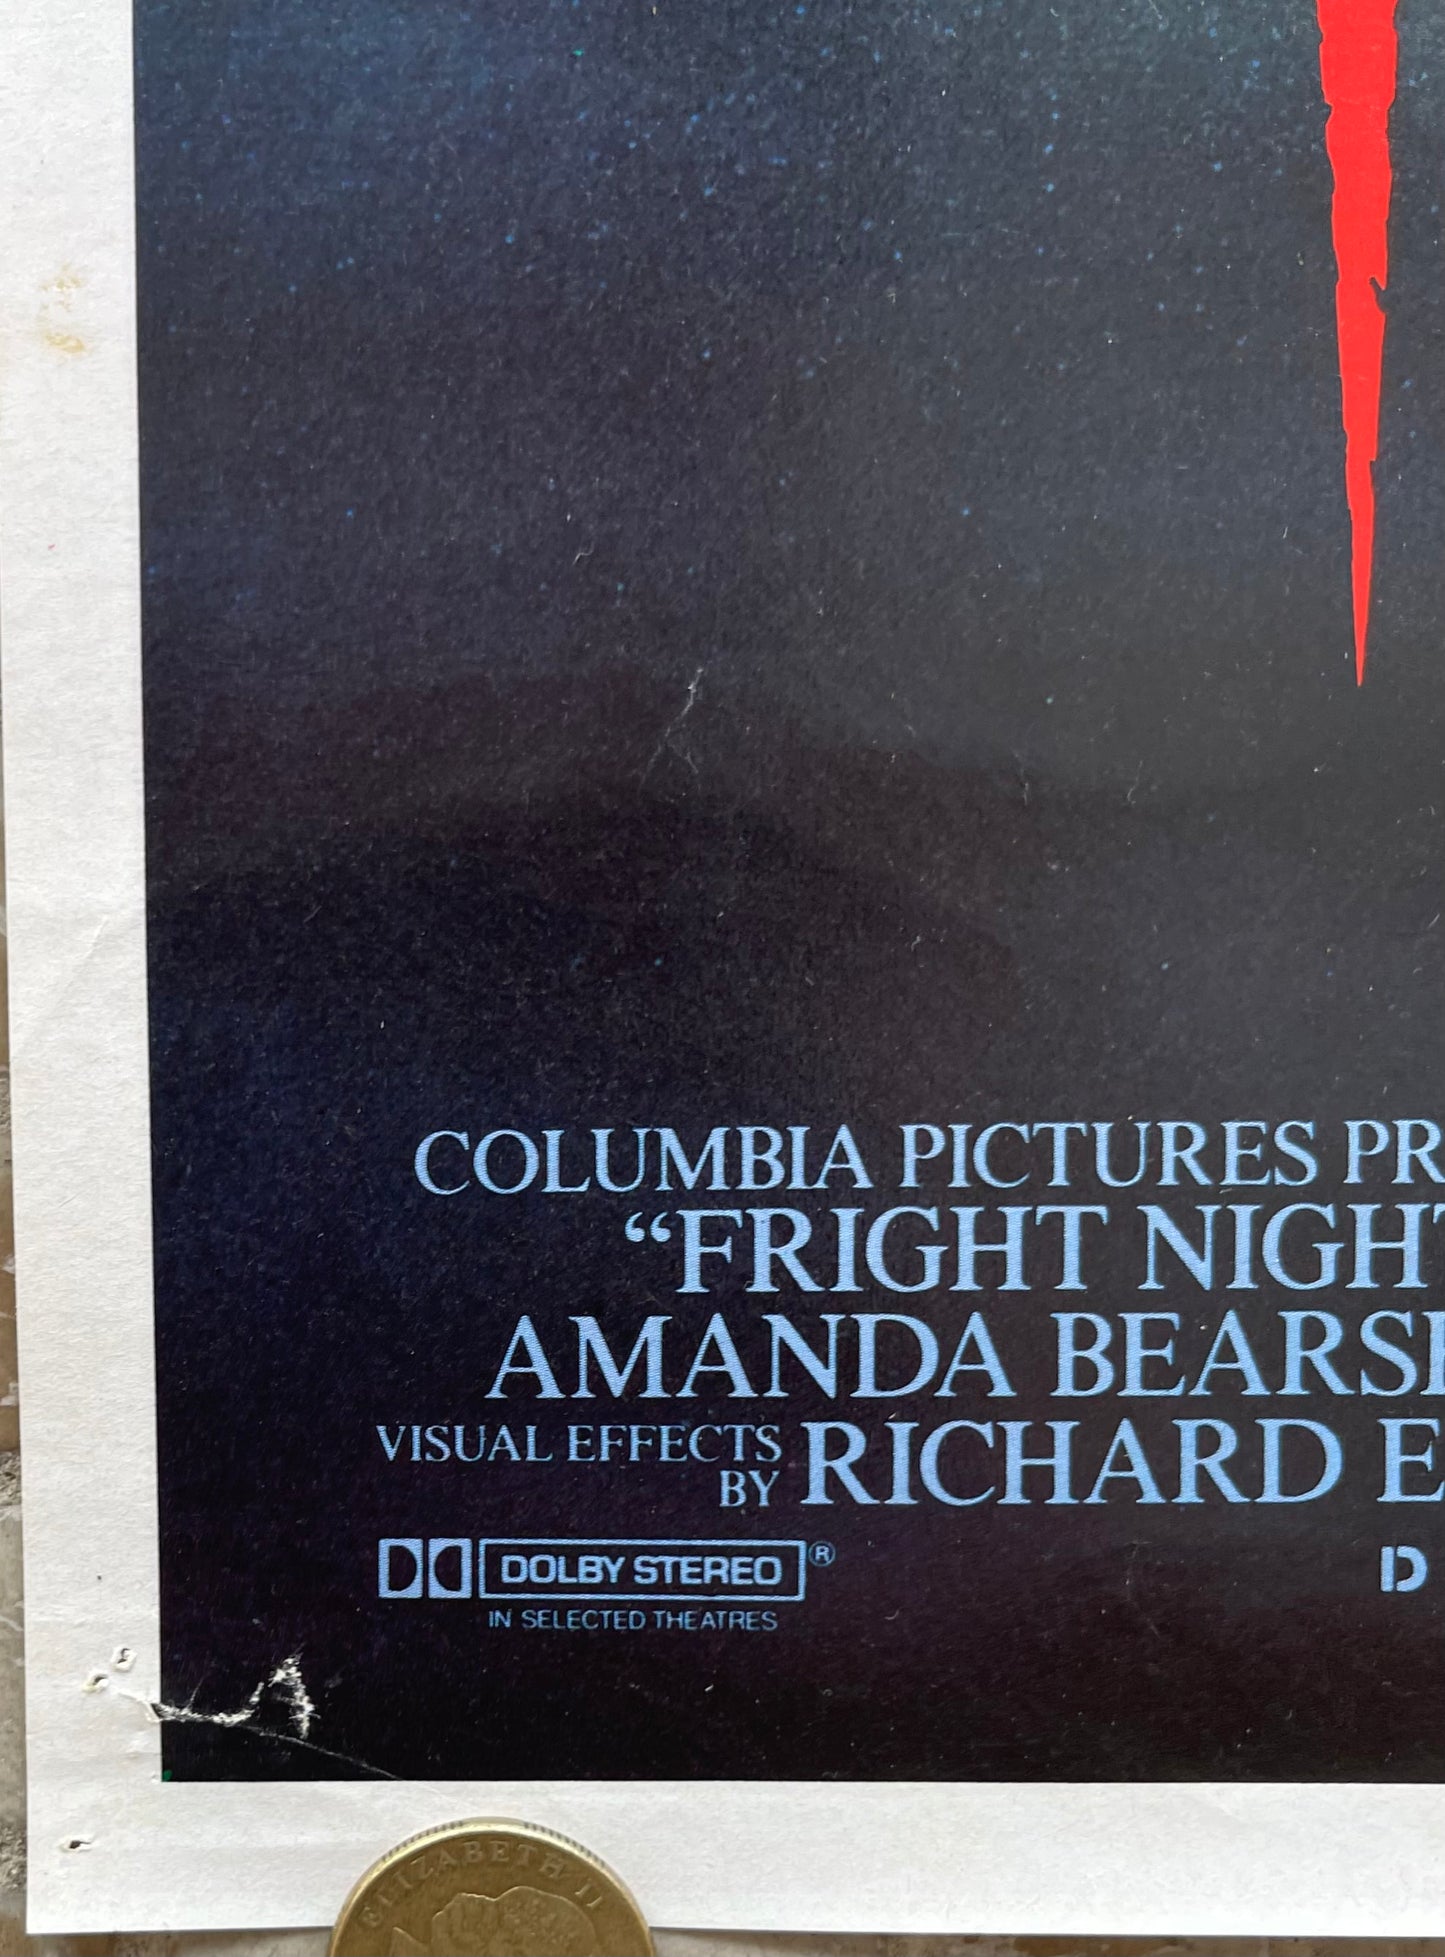 COLUMBIA PICTURES PR
“FRIGHT NIGHT
AMANDA BEARS
VISUAL EFFECTS BY RICHARD E
DOLBY STEREO ®
IN SELECTED THEATRES
D
ELIZABETH II